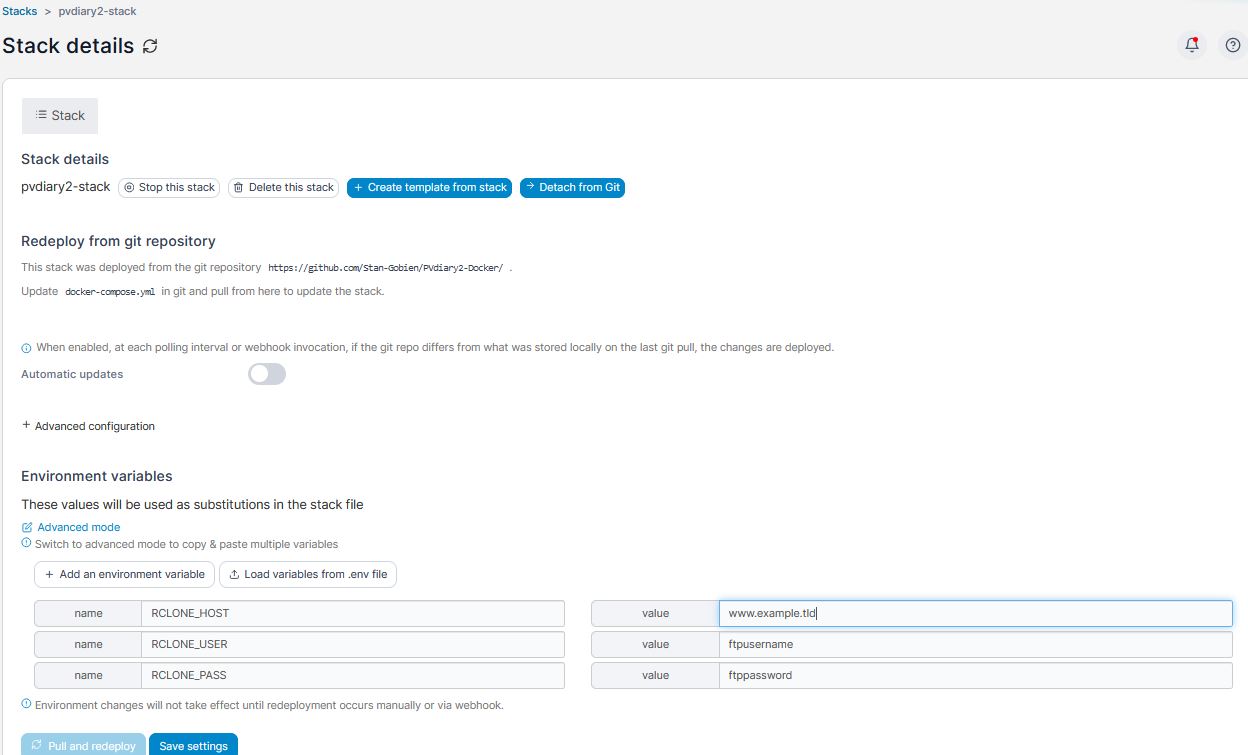 Stacks > pvdiary2-stack
Stack details
Stack
Stack details
pvdiary2-stack Stop this stack Delete this stack + Create template from stack Detach from Git
Redeploy from git repository
This stack was deployed from the git repository https://github.com/Stan-Gobien/PVdiary2-Docker/ .
Update docker-compose.yml in git and pull from here to update the stack.
When enabled, at each polling interval or webhook invocation, if the git repo differs from what was stored locally on the last git pull, the changes are deployed.
Automatic updates
+ Advanced configuration
Environment variables
These values will be used as substitutions in the stack file
Advanced mode
Switch to advanced mode to copy & paste multiple variables
+ Add an environment variable Load variables from .env file
name RCLONE_HOST value www.example.tld
name RCLONE_USER value ftpusername
name RCLONE_PASS value ftppassword
Environment changes will not take effect until redeployment occurs manually or via webhook.
Pull and redeploy Save settings